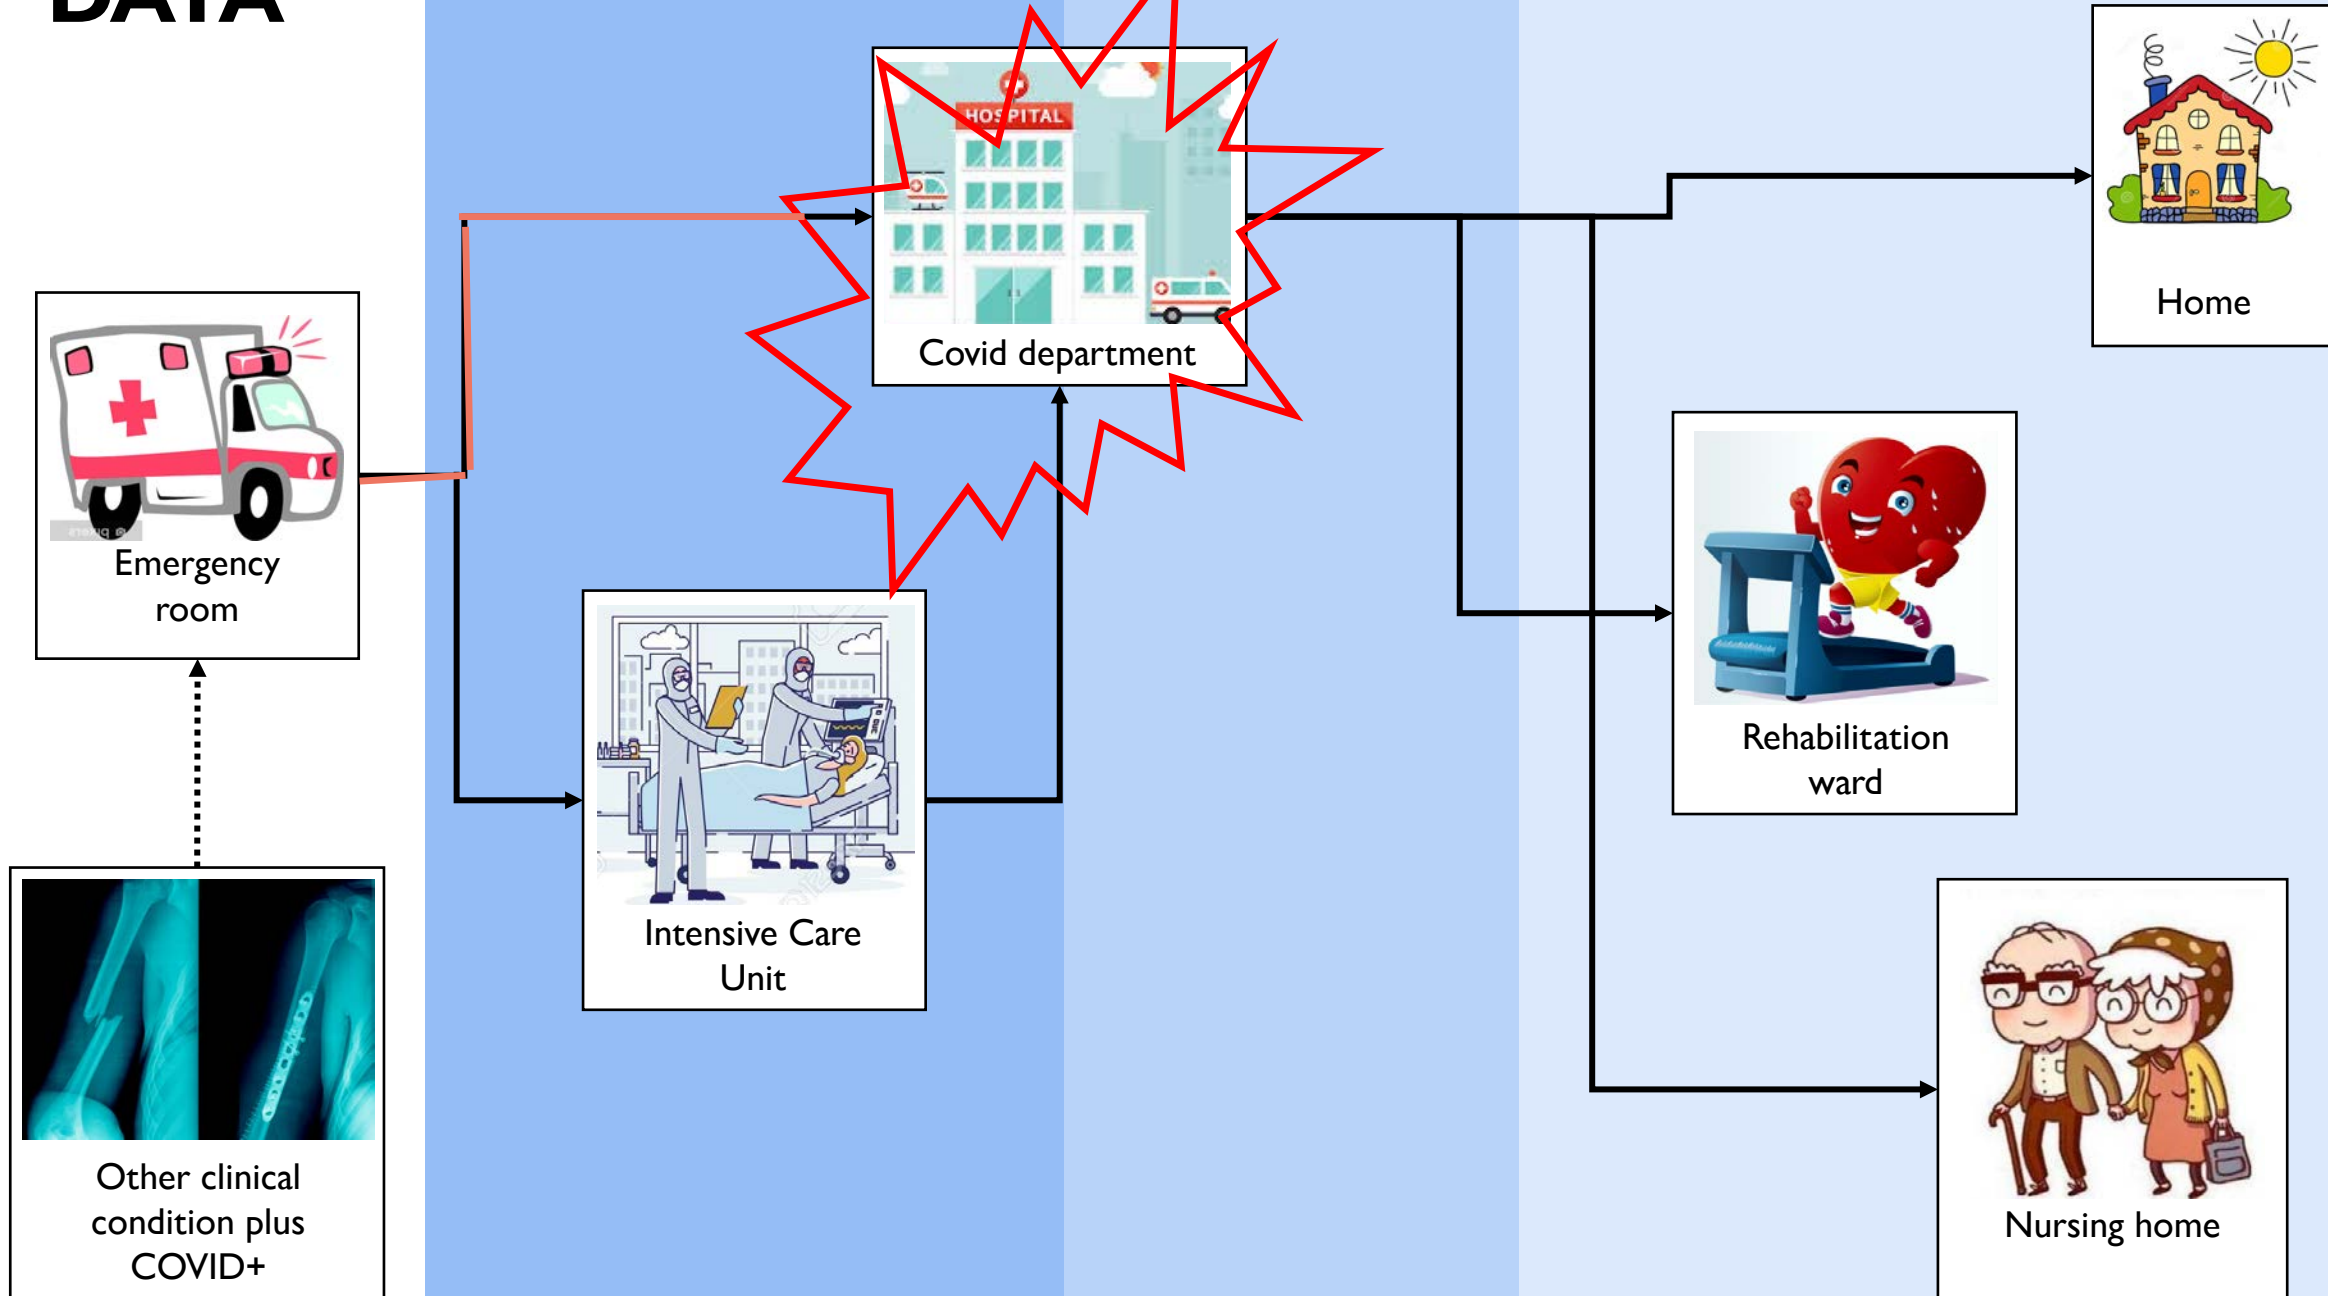 DATA
HOSPITAL
Covid department
Home
Emergency
room
Rehabilitation
ward
Intensive Care
Unit
Other clinical
condition plus
COVID+
Nursing home